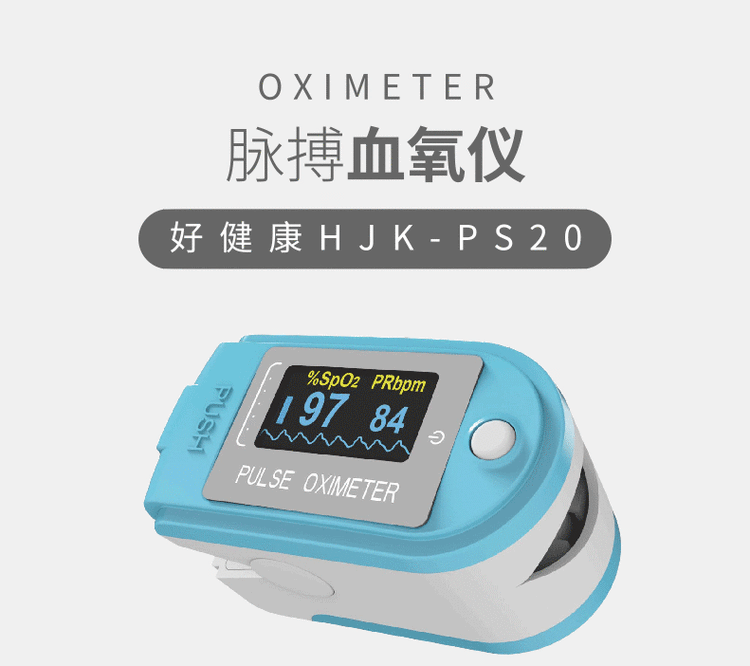 OXIMETER
脉搏血氧仪
好健康HJK-PS20
%SpO₂ PRbpm
97 84
PUSH
PULSE OXIMETER